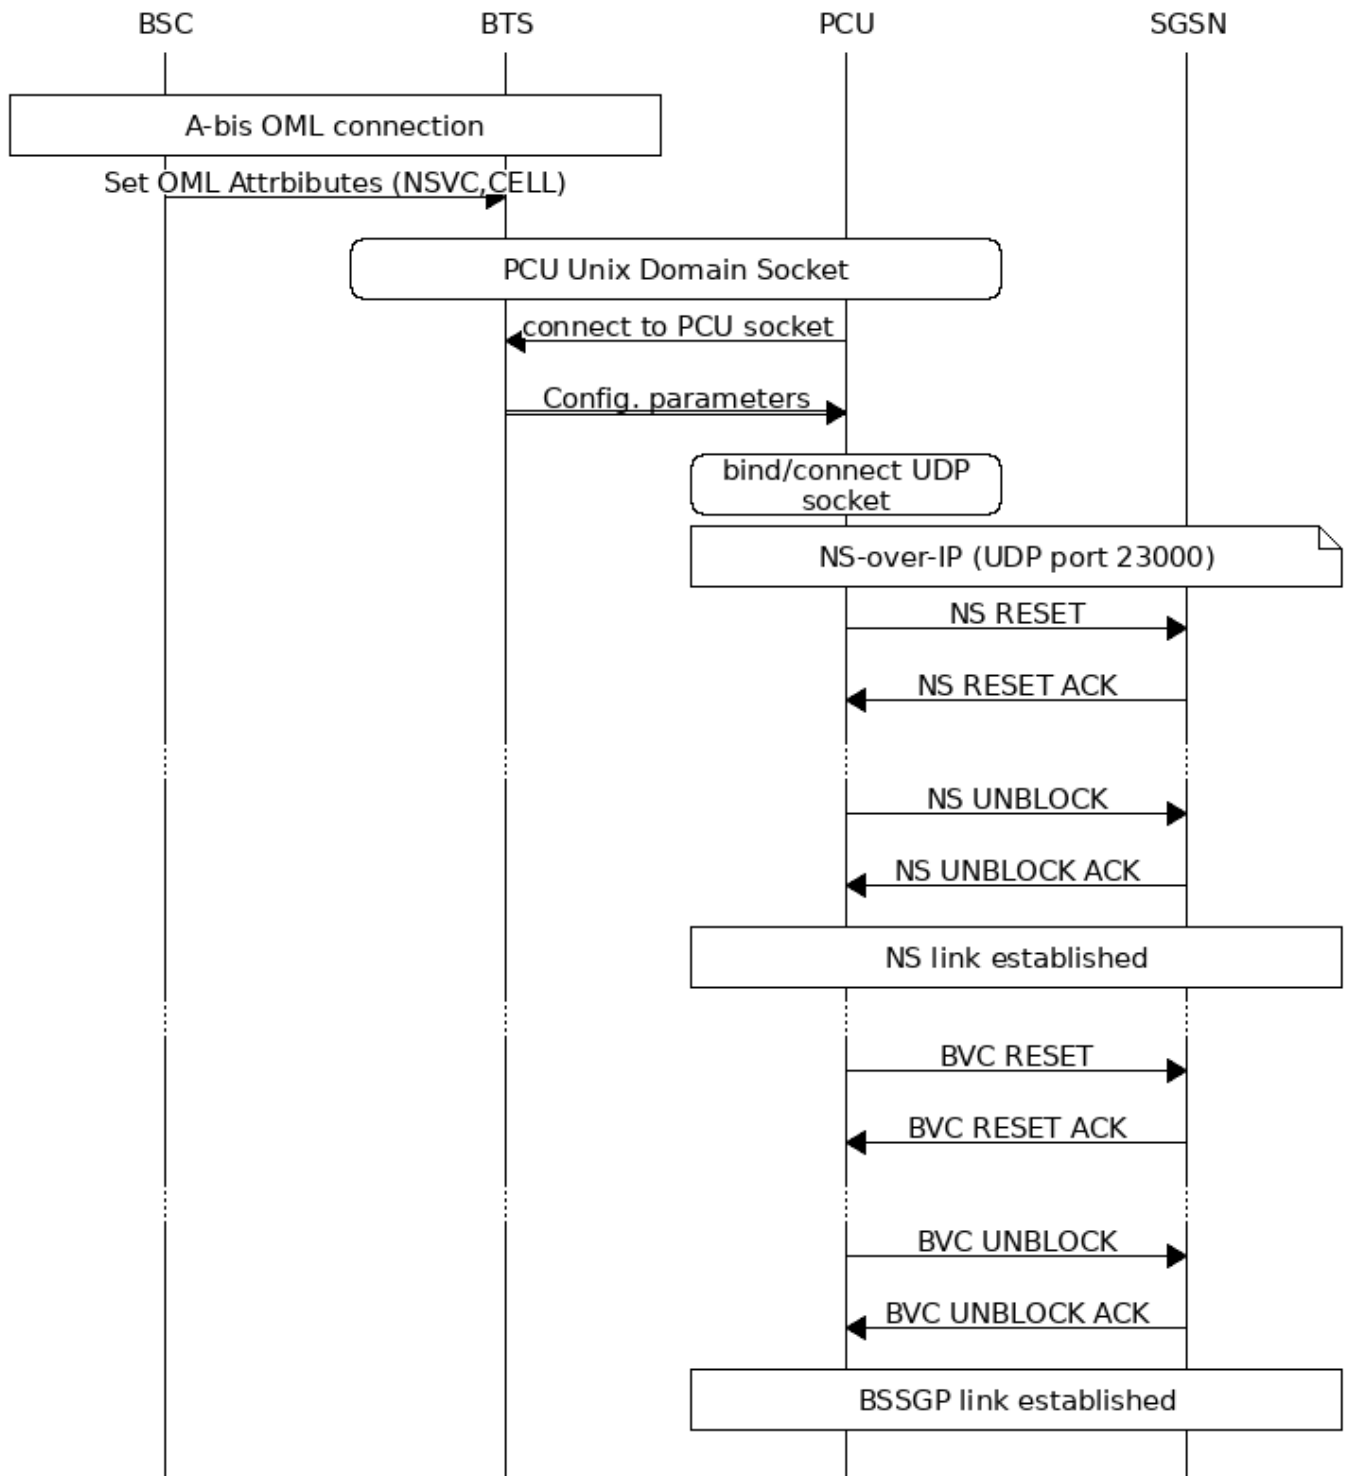 BSC BTS PCU SGSN
A-bis OML connection
Set OML Attrbibutes (NSVC,CELL)
PCU Unix Domain Socket
connect to PCU socket
Config. parameters
bind/connect UDP
socket
NS-over-IP (UDP port 23000)
NS RESET
NS RESET ACK
NS UNBLOCK
NS UNBLOCK ACK
NS link established
BVC RESET
BVC RESET ACK
BVC UNBLOCK
BVC UNBLOCK ACK
BSSGP link established